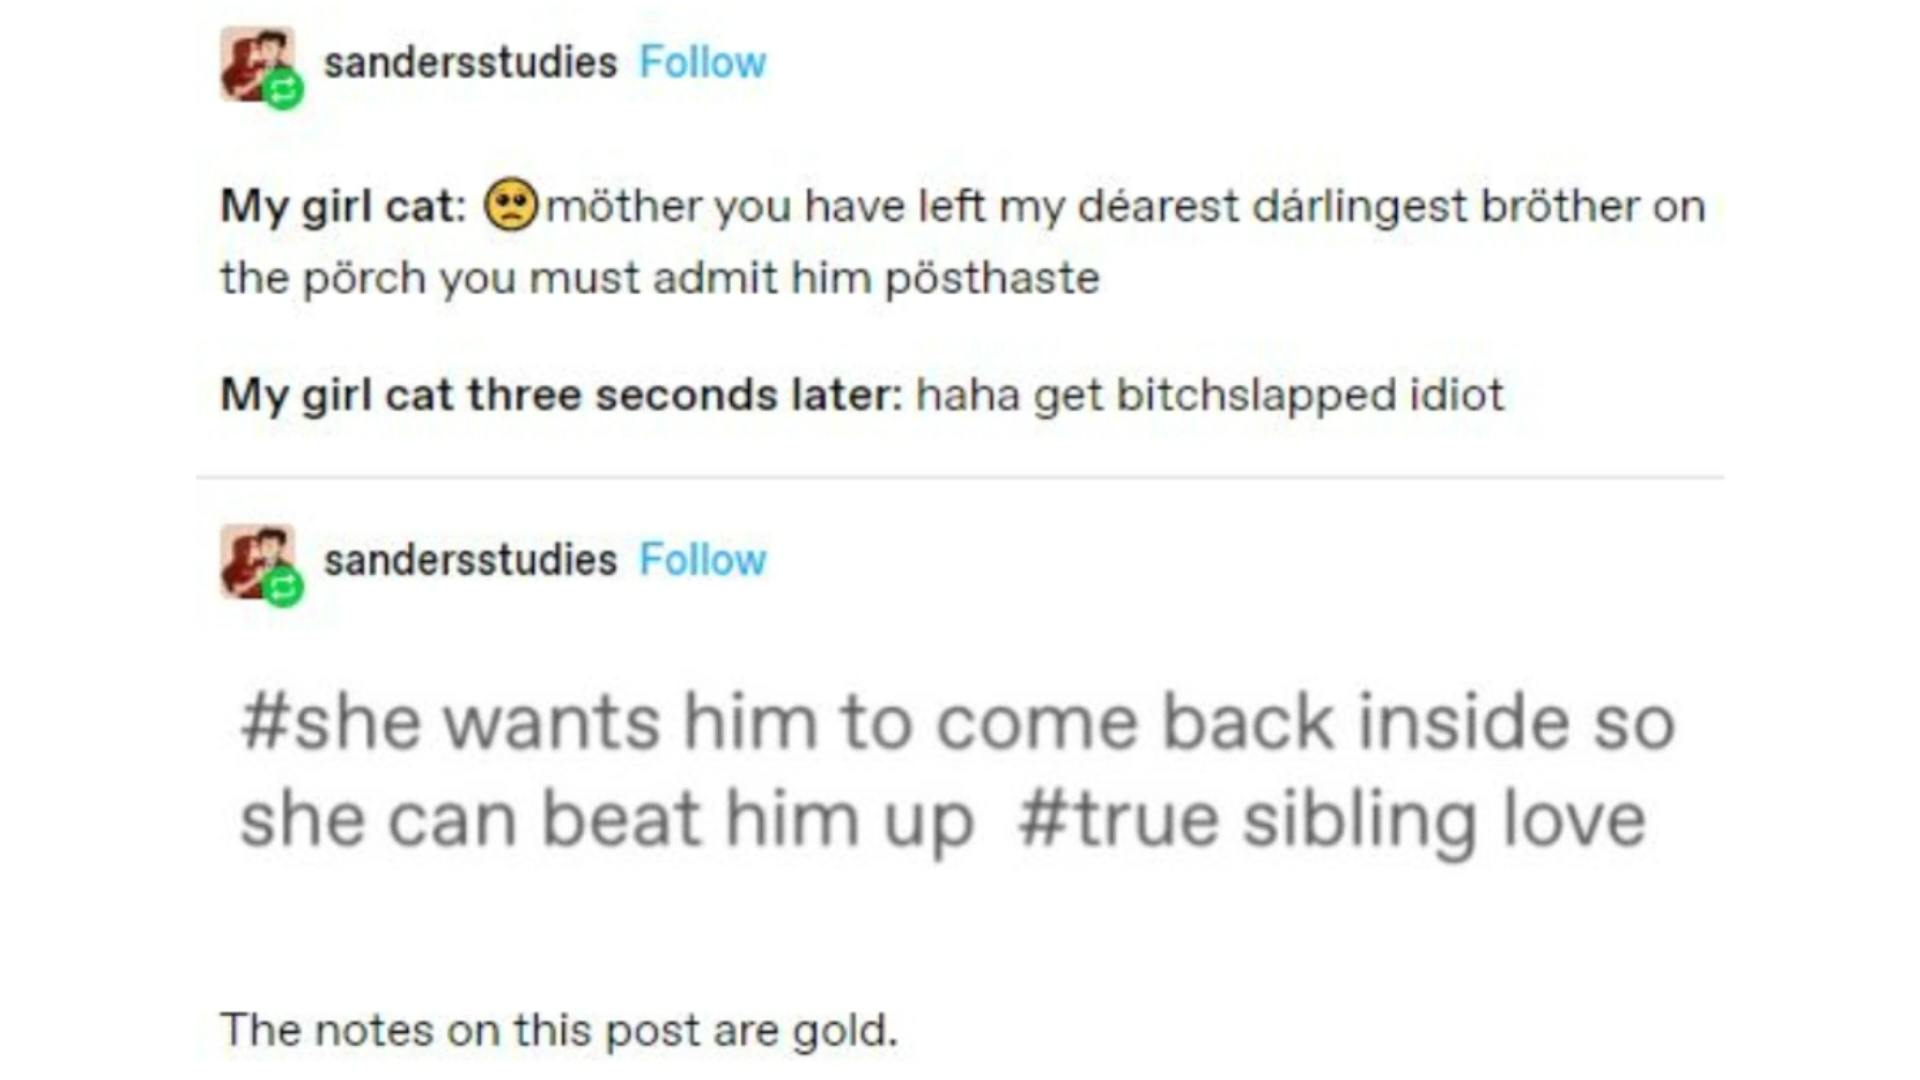 sandersstudies Follow
My girl cat: 🥺möther you have left my déarest dárlingest bröther on
the pörch you must admit him pösthaste
My girl cat three seconds later: haha get bitchslapped idiot
sandersstudies Follow
#she wants him to come back inside so
she can beat him up #true sibling love
The notes on this post are gold.